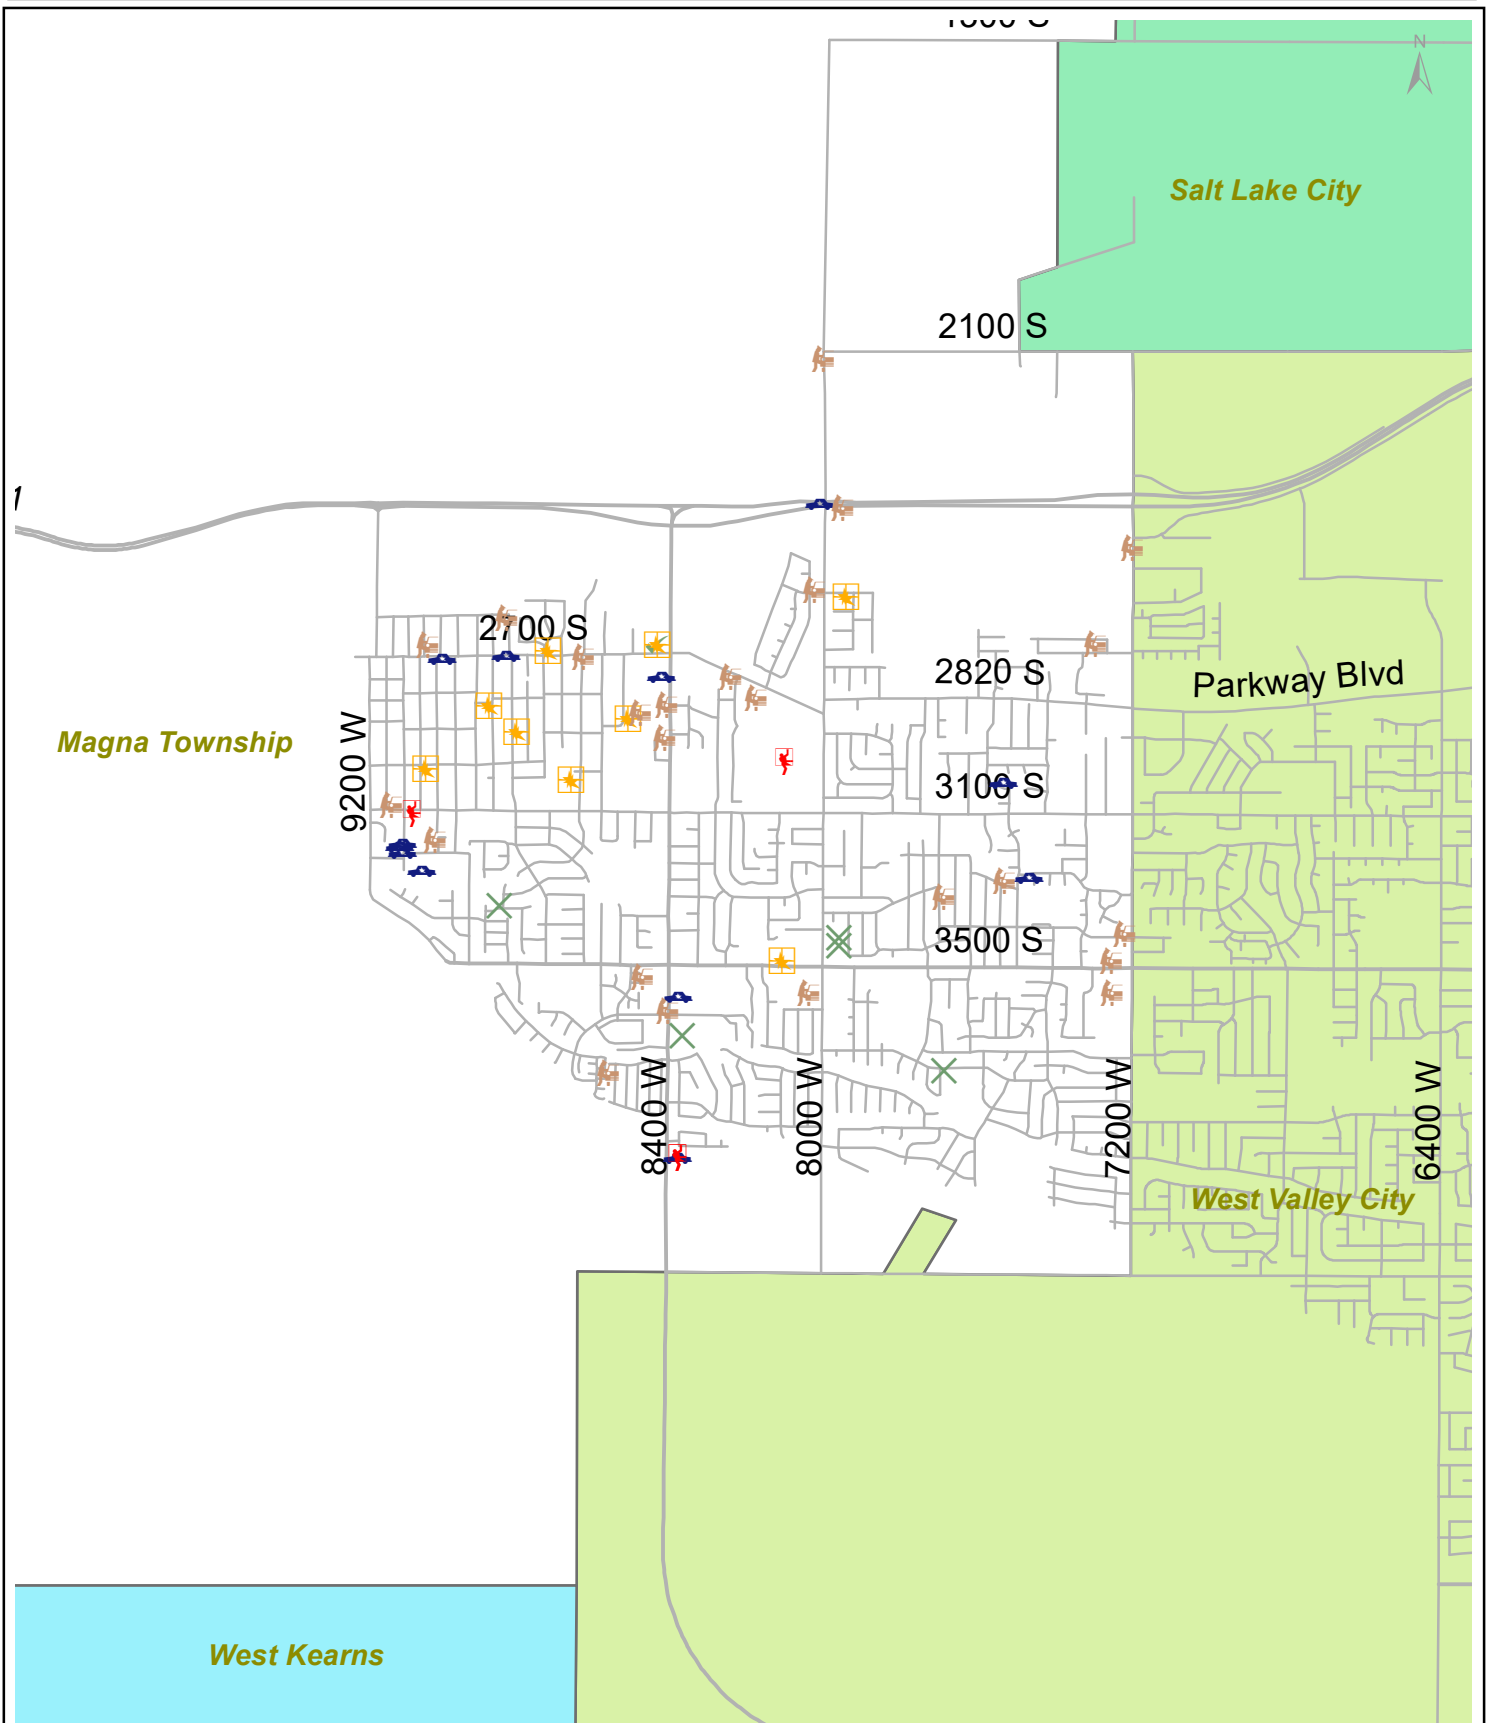 N
Salt Lake City
2100 S
2700 S
2820 S
Parkway Blvd
Magna Township
9200 W
3100 S
3500 S
8400 W
8000 W
7200 W
6400 W
West Valley City
West Kearns